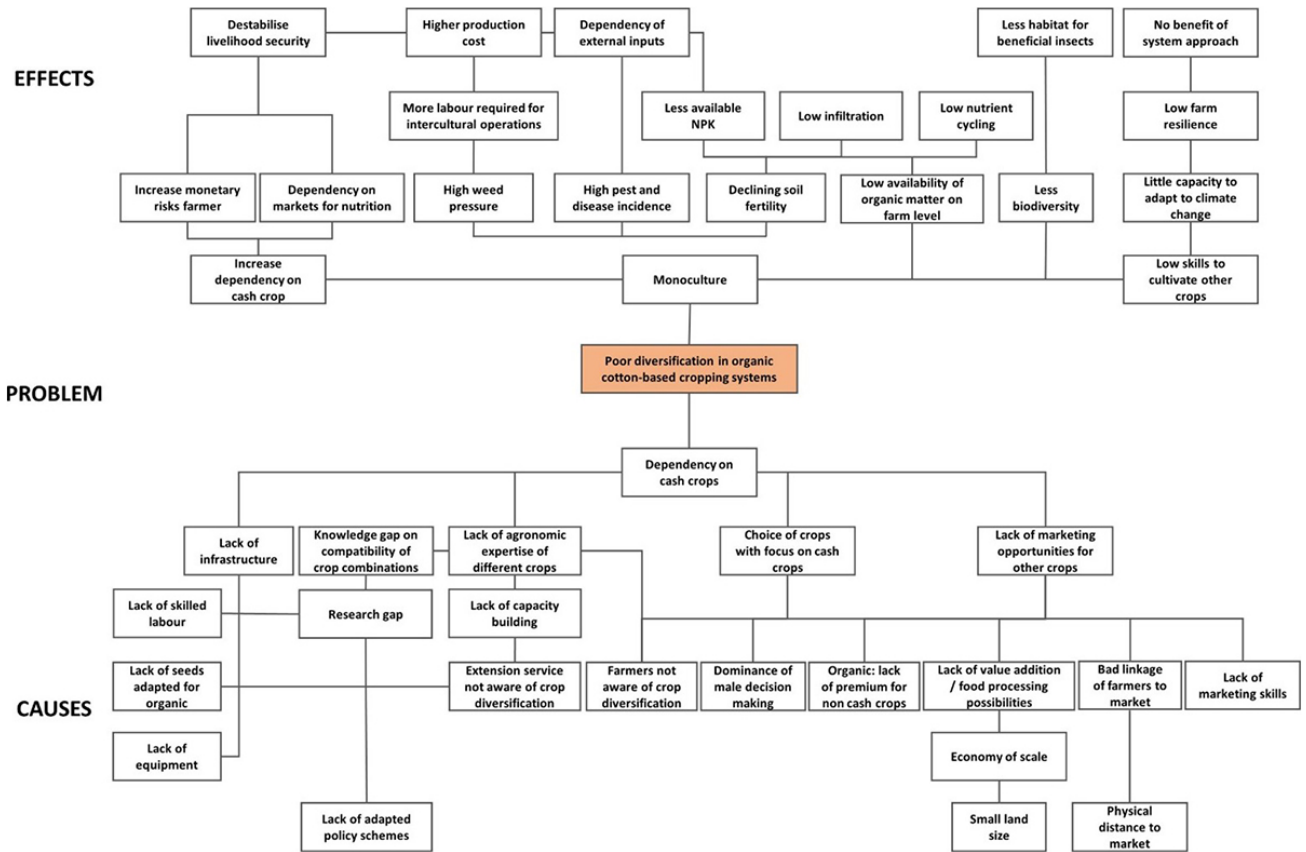 Destabilise
livelihood security
Higher production
cost
Dependency of
external inputs
Less habitat for
beneficial insects
No benefit of
system approach
EFFECTS
More labour required for
intercultural operations
Less available
NPK
Low infiltration
Low nutrient
cycling
Low farm
resilience
Increase monetary
risks farmer
Dependency on
markets for nutrition
High weed
pressure
High pest and
disease incidence
Declining soil
fertility
Low availability of
organic matter on
farm level
Less
biodiversity
Little capacity to
adapt to climate
change
Increase
dependency on
cash crop
Monoculture
Low skills to
cultivate other
crops
PROBLEM
Poor diversification in organic
cotton-based cropping systems
Dependency on
cash crops
Lack of
infrastructure
Knowledge gap on
compatibility of
crop combinations
Lack of agronomic
expertise of
different crops
Choice of crops
with focus on cash
crops
Lack of marketing
opportunities for
other crops
Lack of skilled
labour
Research gap
Lack of capacity
building
CAUSES
Lack of seeds
adapted for
organic
Extension service
not aware of crop
diversification
Farmers not
aware of crop
diversification
Dominance of
male decision
making
Organic: lack
of premium for
non cash crops
Lack of value addition
/ food processing
possibilities
Bad linkage
of farmers to
market
Lack of
marketing skills
Lack of
equipment
Economy of scale
Lack of adapted
policy schemes
Small land
size
Physical
distance to
market